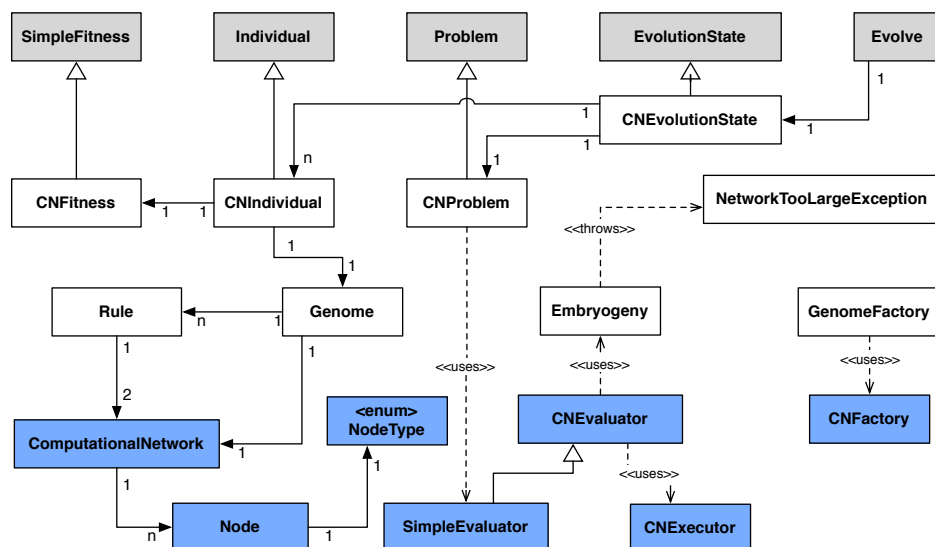 SimpleFitness
Individual
Problem
EvolutionState
Evolve
1
1
CNEvolutionState
1
1
n
1
CNFitness
1
1
CNIndividual
CNProblem
NetworkTooLargeException
<<throws>>
1
1
Rule
n
1
Genome
Embryogeny
GenomeFactory
1
1
<<uses>>
<<uses>>
<<uses>>
2
<enum>
NodeType
CNEvaluator
CNFactory
ComputationalNetwork
1
1
1
<<uses>>
n
Node
1
SimpleEvaluator
CNExecutor